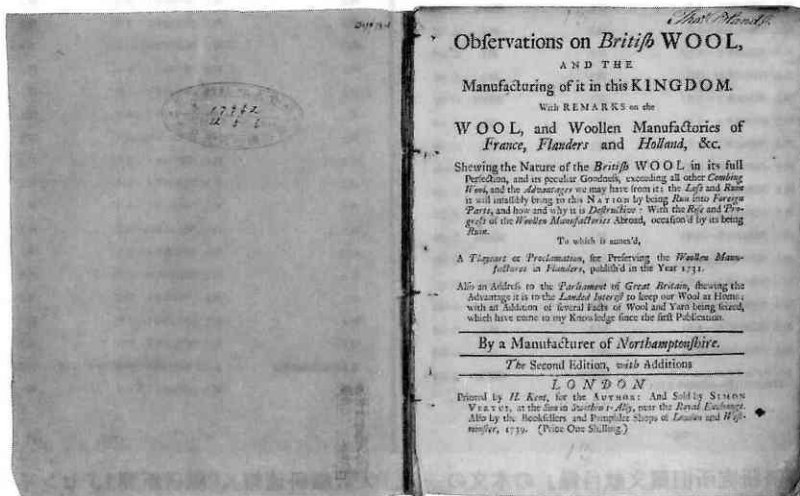 17442
Observations on British WOOL,
AND THE
Manufacturing of it in this KINGDOM.
With REMARKS on the
WOOL, and Woollen Manufactories of
France, Flanders and Holland, &c.
Shewing the Nature of the British WOOL in its full
Perfection, and its peculiar Goodness, exceeding all other Combing
Wool, and the Advantages we may have from it: the Loss and Ruin
it will infallibly bring to this NATION by being Run into Foreign
Parts, and how and why it is Destructive: With the Rise and Pro-
gress of the Woollen Manufactories Abroad, occasion'd by its being
Run.
To which is annex'd,
A Placaet or Proclamation, for Preserving the Woollen Manu-
factures in Flanders, publish'd in the Year 1731.
Also an Address to the Parliament of Great Britain, shewing the
Advantage it is to the Landed Interest to keep our Wool at Home;
with an Addition of several Facts of Wool and Yarn being seized,
which have come to my Knowledge since the first Publication.
By a Manufacturer of Northamptonshire.
The Second Edition, with Additions
LONDON
Printed by H. Kent, for the AUTHOR: And Sold by SIMON
VERTUE, at the Sun in Swithin's-Ally, near the Royal Exchange.
Also by the Booksellers and Pamphlet Shops of London and West-
minster, 1739. (Price One Shilling.)